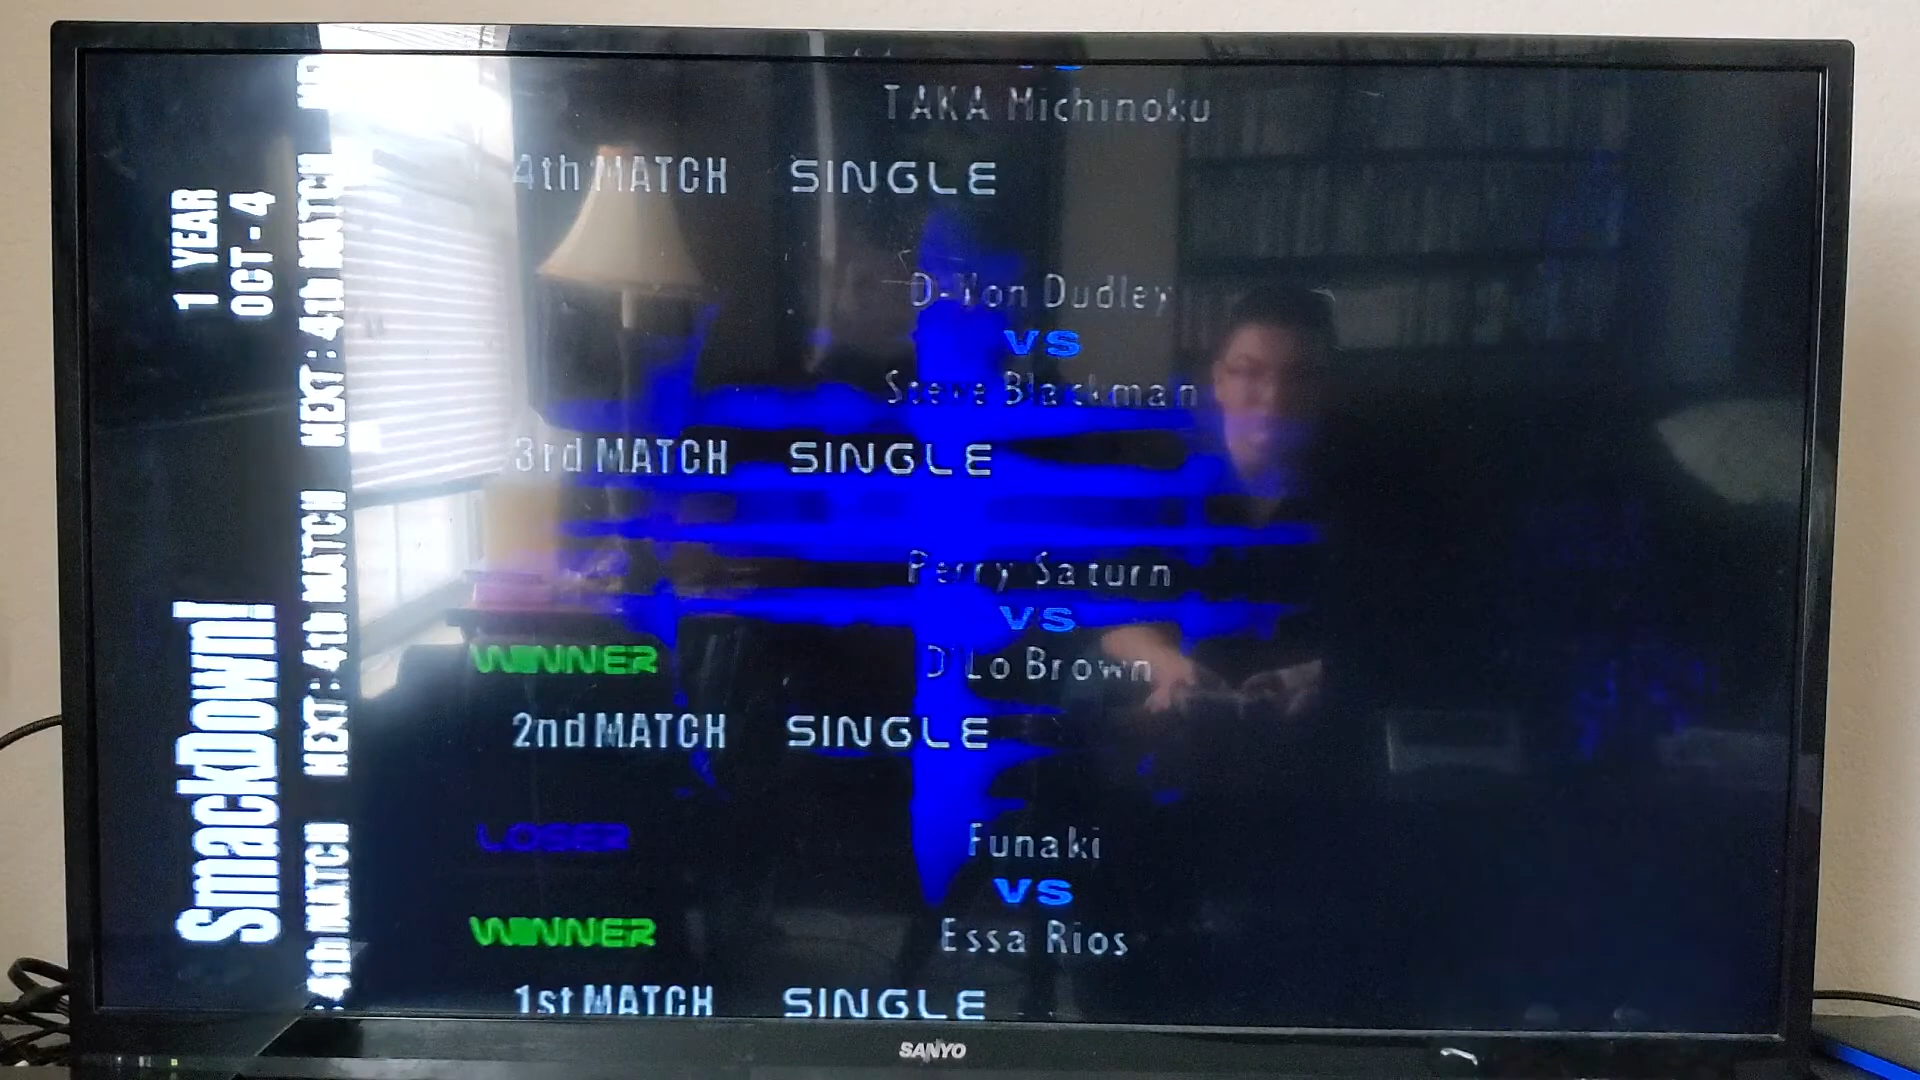 VS
TAKA Michinoku
4th MATCH SINGLE
D-Von Dudley
VS
Steve Blackman
3rd MATCH SINGLE
Perry Saturn
VS
WINNER D'Lo Brown
2nd MATCH SINGLE
LOSER Funaki
VS
WINNER Essa Rios
1st MATCH SINGLE
SmackDown!
1 YEAR
OCT - 4
: 4th MATCH NEXT : 4th MATCH NEXT : 4th MATCH
SANYO